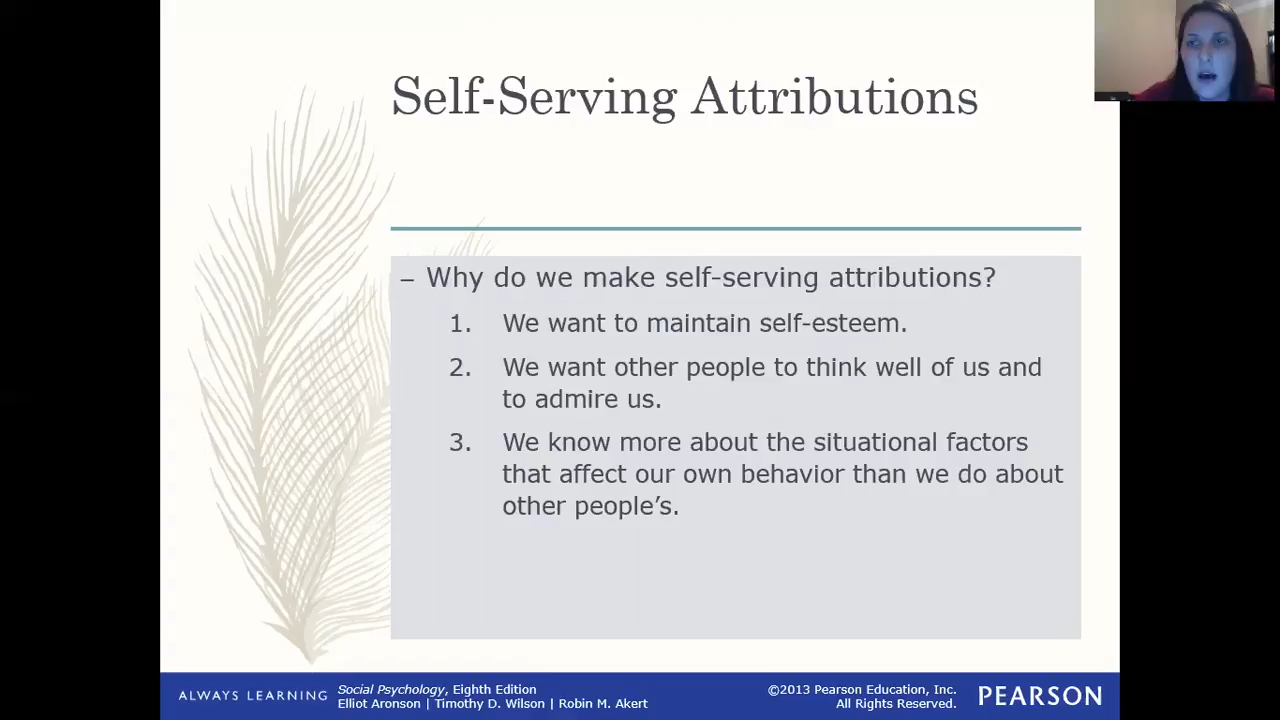 Self-Serving Attributions
– Why do we make self-serving attributions?
1. We want to maintain self-esteem.
2. We want other people to think well of us and
to admire us.
3. We know more about the situational factors
that affect our own behavior than we do about
other people’s.
ALWAYS LEARNING
Social Psychology, Eighth Edition
Elliot Aronson | Timothy D. Wilson | Robin M. Akert
©2013 Pearson Education, Inc.
All Rights Reserved.
PEARSON